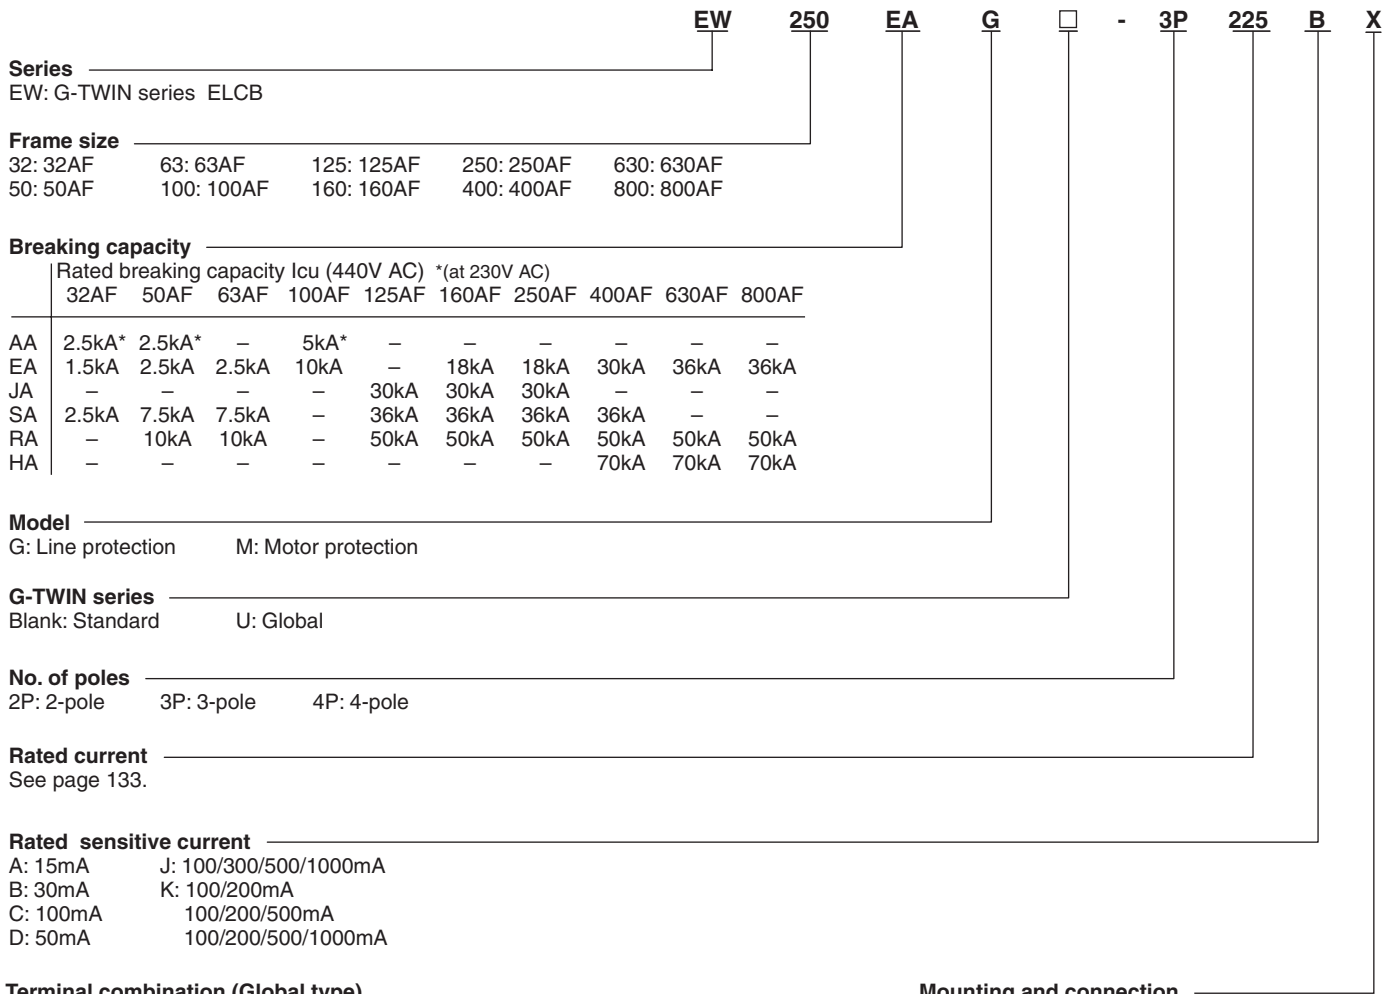 EW 250 EA G □ - 3P 225 B X
Series
EW: G-TWIN series ELCB
Frame size
32: 32AF 63: 63AF 125: 125AF 250: 250AF 630: 630AF
50: 50AF 100: 100AF 160: 160AF 400: 400AF 800: 800AF
Breaking capacity
Rated breaking capacity Icu (440V AC) *(at 230V AC)
32AF 50AF 63AF 100AF 125AF 160AF 250AF 400AF 630AF 800AF
AA 2.5kA* 2.5kA* – 5kA* – – – – – –
EA 1.5kA 2.5kA 2.5kA 10kA – 18kA 18kA 30kA 36kA 36kA
JA – – – – 30kA 30kA 30kA – – –
SA 2.5kA 7.5kA 7.5kA – 36kA 36kA 36kA 36kA – –
RA – 10kA 10kA – 50kA 50kA 50kA 50kA 50kA 50kA
HA – – – – – – – 70kA 70kA 70kA
Model
G: Line protection M: Motor protection
G-TWIN series
Blank: Standard U: Global
No. of poles
2P: 2-pole 3P: 3-pole 4P: 4-pole
Rated current
See page 133.
Rated sensitive current
A: 15mA J: 100/300/500/1000mA
B: 30mA K: 100/200mA
C: 100mA 100/200/500mA
D: 50mA 100/200/500/1000mA
Terminal combination (Global type) Mounting and connection